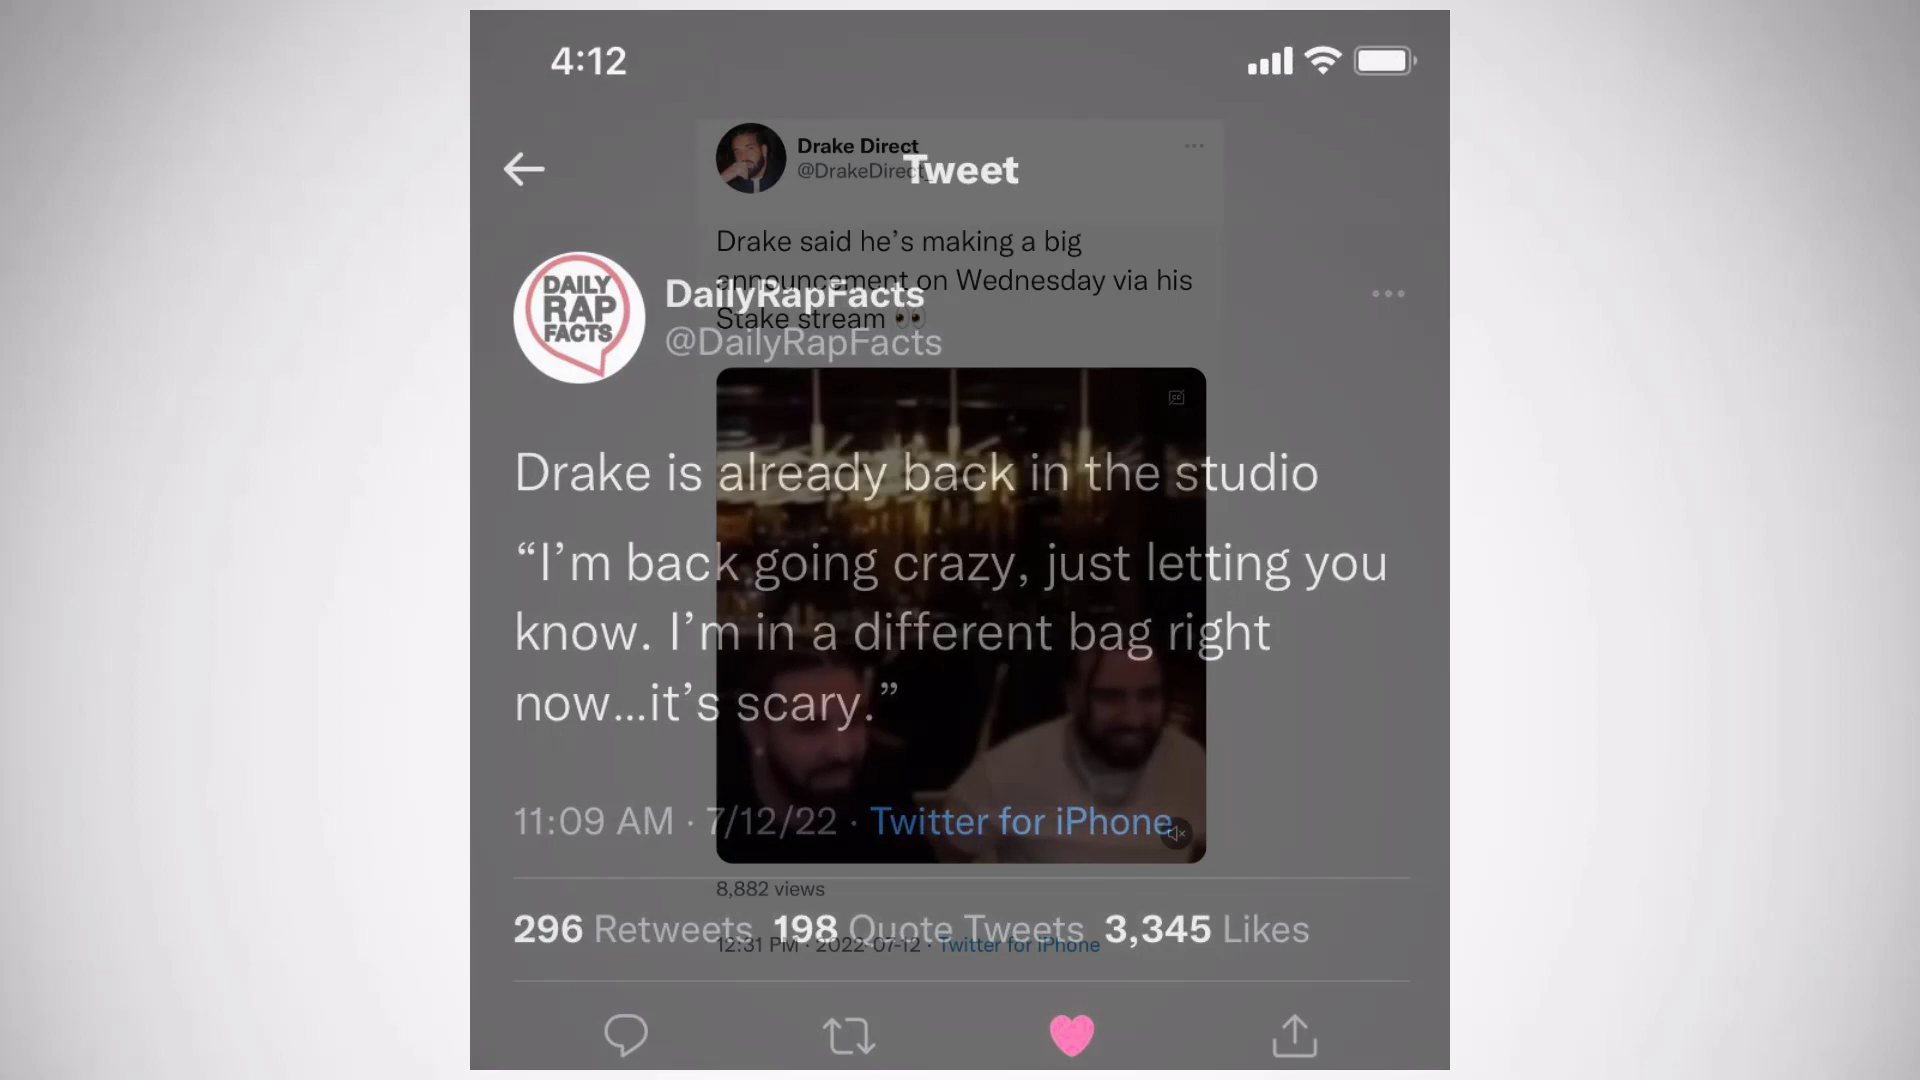 4:12
Tweet
DAILY
RAP
FACTS
DailyRapFacts
@DailyRapFacts
Drake is already back in the studio
“I’m back going crazy, just letting you
know. I’m in a different bag right
now...it’s scary.”
11:09 AM · 7/12/22 · Twitter for iPhone
296 Retweets 198 Quote Tweets 3,345 Likes
Drake Direct
@DrakeDirect_
Drake said he’s making a big
announcement on Wednesday via his
Stake stream 👀
8,882 views
12:31 PM · 2022-07-12 · Twitter for iPhone